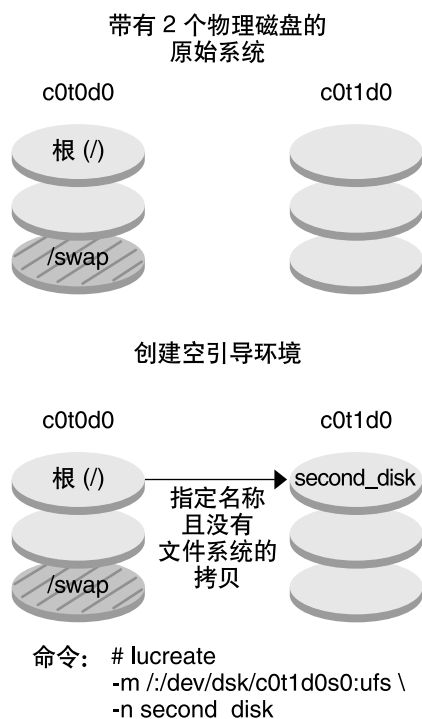 带有 2 个物理磁盘的
原始系统
c0t0d0
c0t1d0
根 (/)
/swap
创建空引导环境
c0t0d0
c0t1d0
根 (/)
second_disk
指定名称
且没有
文件系统的
拷贝
/swap
命令： # lucreate
-m /:/dev/dsk/c0t1d0s0:ufs \
-n second_disk